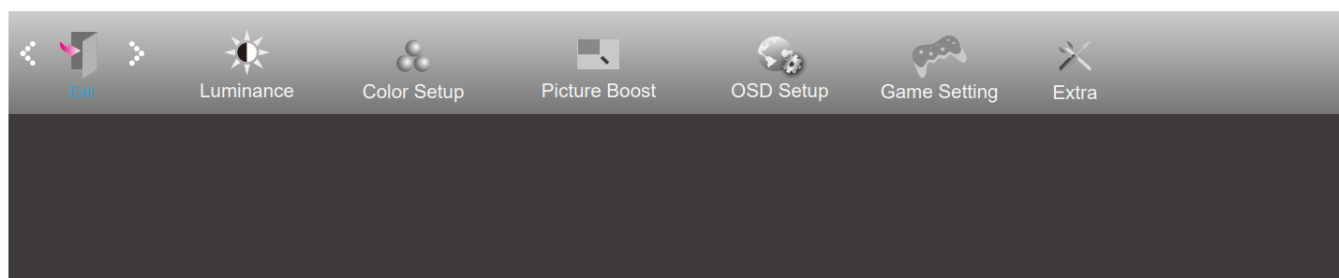 Exit
Luminance
Color Setup
Picture Boost
OSD Setup
Game Setting
Extra